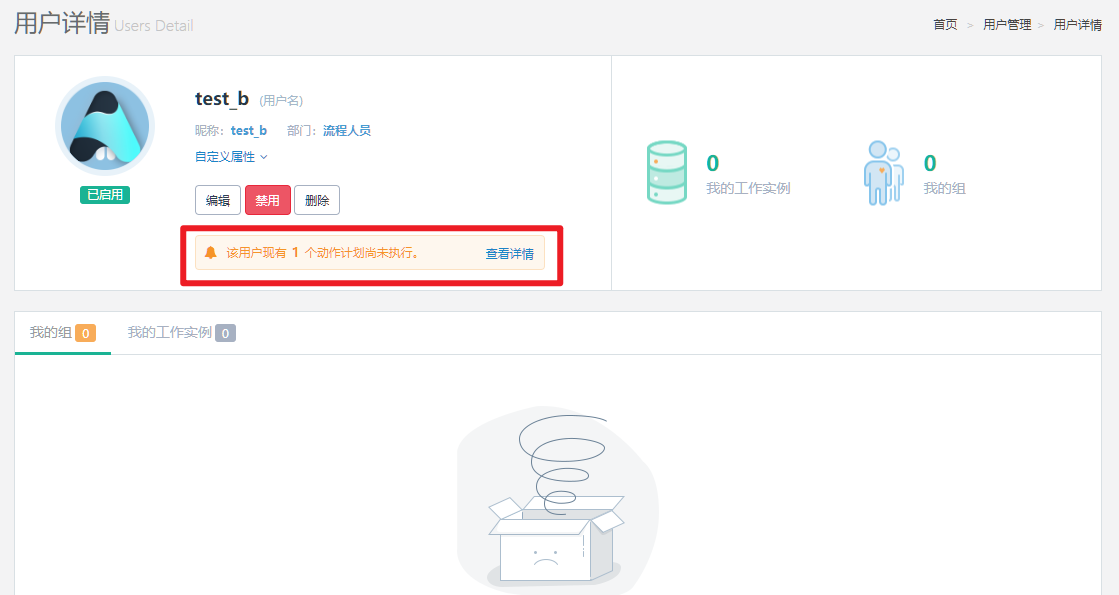 用户详情 Users Detail
首页 > 用户管理 > 用户详情
test_b (用户名)
昵称: test_b 部门: 流程人员
自定义属性
已启用
编辑 禁用 删除
该用户现有 1 个动作计划尚未执行。 查看详情
0
我的工作实例
0
我的组
我的组 0 我的工作实例 0